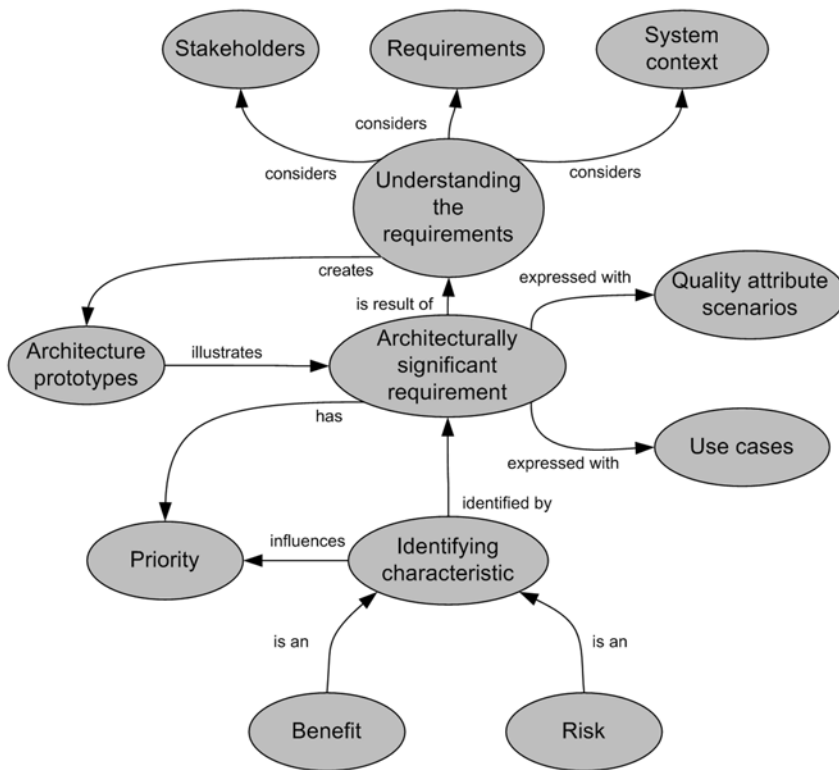 Stakeholders
Requirements
System
context
considers
considers
considers
Understanding
the
requirements
creates
is result of
expressed with
Quality attribute
scenarios
Architecture
prototypes
illustrates
Architecturally
significant
requirement
has
expressed with
Use cases
identified by
Priority
influences
Identifying
characteristic
is an
is an
Benefit
Risk